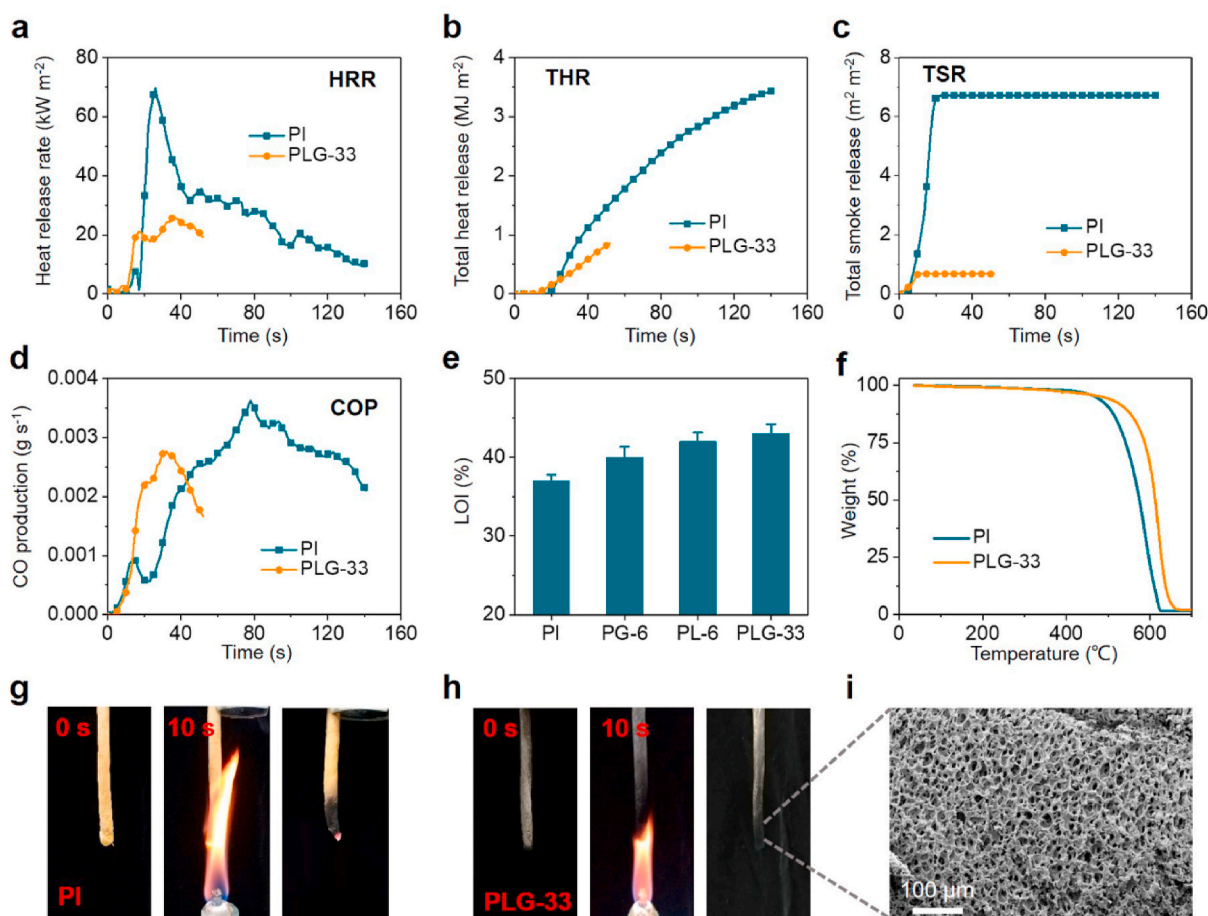 a
Heat release rate (kW m-2)
80
60
40
20
0
HRR
PI
PLG-33
0 40 80 120 160
Time (s)
b
Total heat release (MJ m-2)
4
3
2
1
0
THR
PI
PLG-33
0 40 80 120 160
Time (s)
c
Total smoke release (m2 m-2)
8
6
4
2
0
TSR
PI
PLG-33
0 40 80 120 160
Time (s)
d
CO production (g s-1)
0.004
0.003
0.002
0.001
0.000
COP
PI
PLG-33
0 40 80 120 160
Time (s)
e
LOI (%)
50
40
30
20
PI PG-6 PL-6 PLG-33
f
Weight (%)
100
75
50
25
0
PI
PLG-33
0 200 400 600
Temperature (℃)
g
0 s
10 s
PI
h
0 s
10 s
PLG-33
i
100 μm